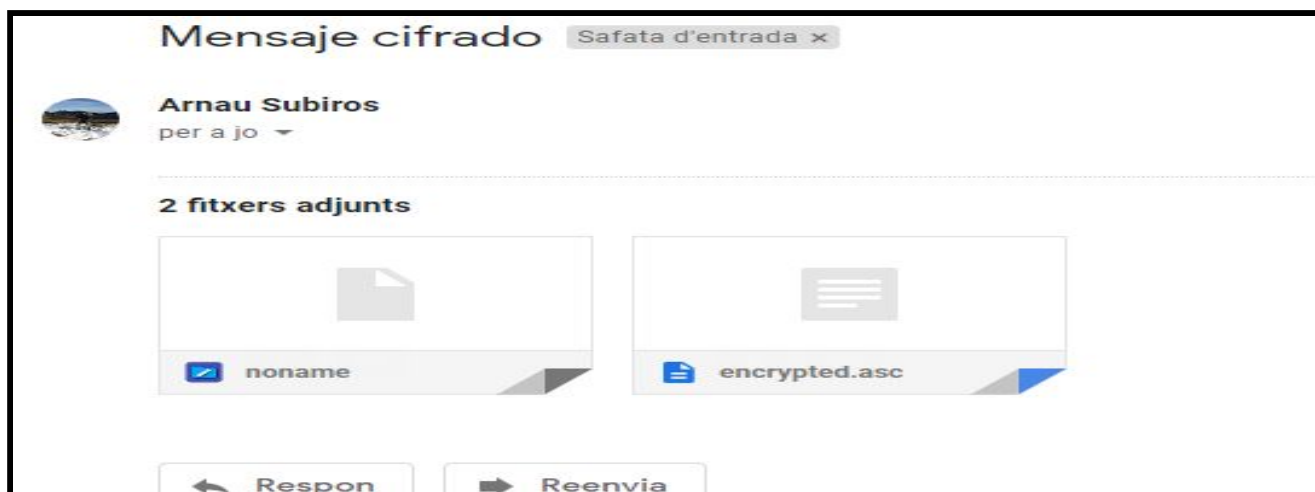 Mensaje cifrado Safata d'entrada ×
Arnau Subiros
per a jo
2 fitxers adjunts
noname encrypted.asc
Respon Reenvia